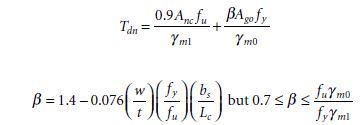 T_dn = 0.9A_nc f_u / γ_m1 + βA_go f_y / γ_m0
β = 1.4 – 0.076 (w/t) (f_y/f_u) (b_s/L_c) but 0.7 ≤ β ≤ f_u γ_m0 / f_y γ_m1